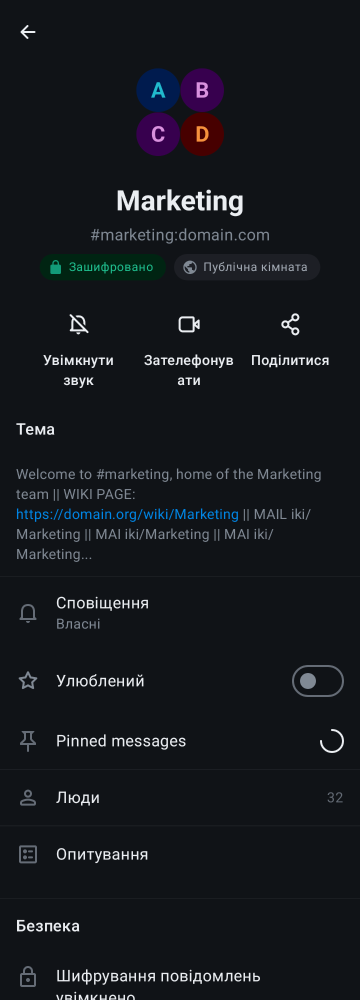 A B
C D
Marketing
#marketing:domain.com
Зашифровано Публічна кімната
Увімкнути Зателефонув Поділитися
звук ати
Тема
Welcome to #marketing, home of the Marketing
team || WIKI PAGE:
https://domain.org/wiki/Marketing || MAIL iki/
Marketing || MAI iki/Marketing || MAI iki/
Marketing...
Сповіщення
Власні
Улюблений
Pinned messages
Люди 32
Опитування
Безпека
Шифрування повідомлень
увімкнено